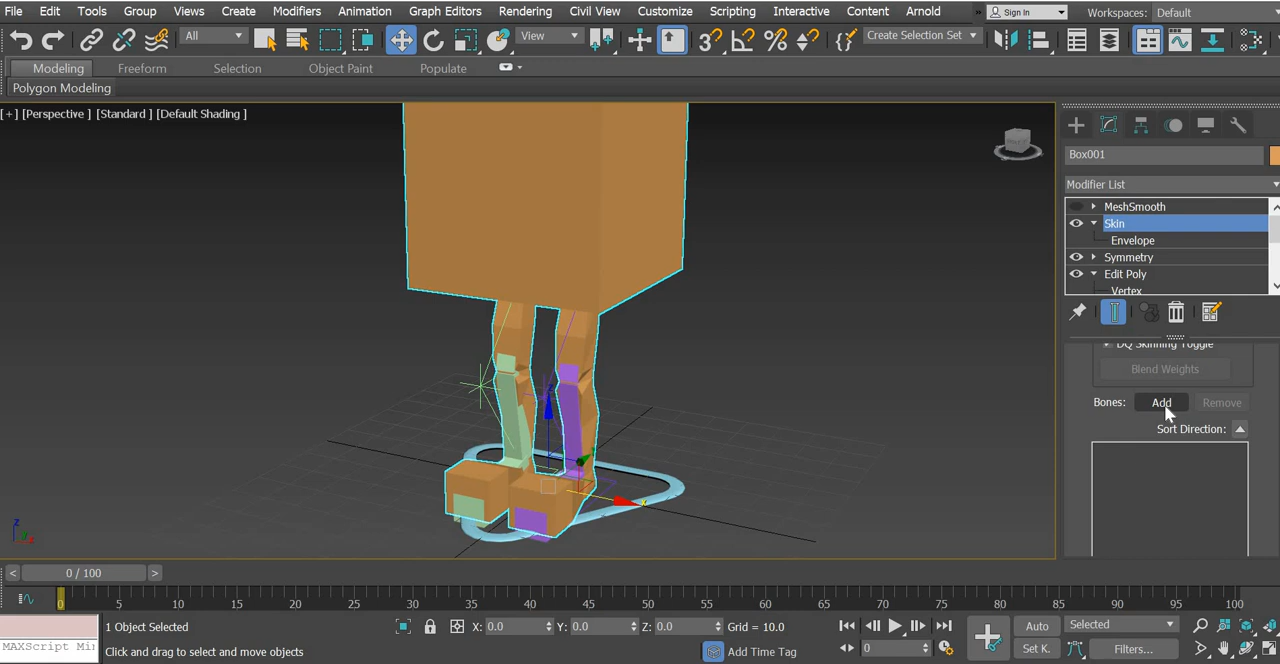 File Edit Tools Group Views Create Modifiers Animation Graph Editors Rendering Civil View Customize Scripting Interactive Content Arnold » Sign In Workspaces: Default
All View Create Selection Set
Modeling Freeform Selection Object Paint Populate
Polygon Modeling
[+] [Perspective ] [Standard ] [Default Shading ]
Box001
Modifier List
MeshSmooth
Skin
Envelope
Symmetry
Edit Poly
Vertex
DQ Skinning Toggle
Blend Weights
Bones: Add Remove
Sort Direction:
z
x
z
< 0 / 100 >
0 5 10 15 20 25 30 35 40 45 50 55 60 65 70 75 80 85 90 95 100
1 Object Selected X: 0.0 Y: 0.0 Z: 0.0 Grid = 10.0 Auto Selected
MAXScript Mi: Click and drag to select and move objects Add Time Tag 0 Set K. Filters...